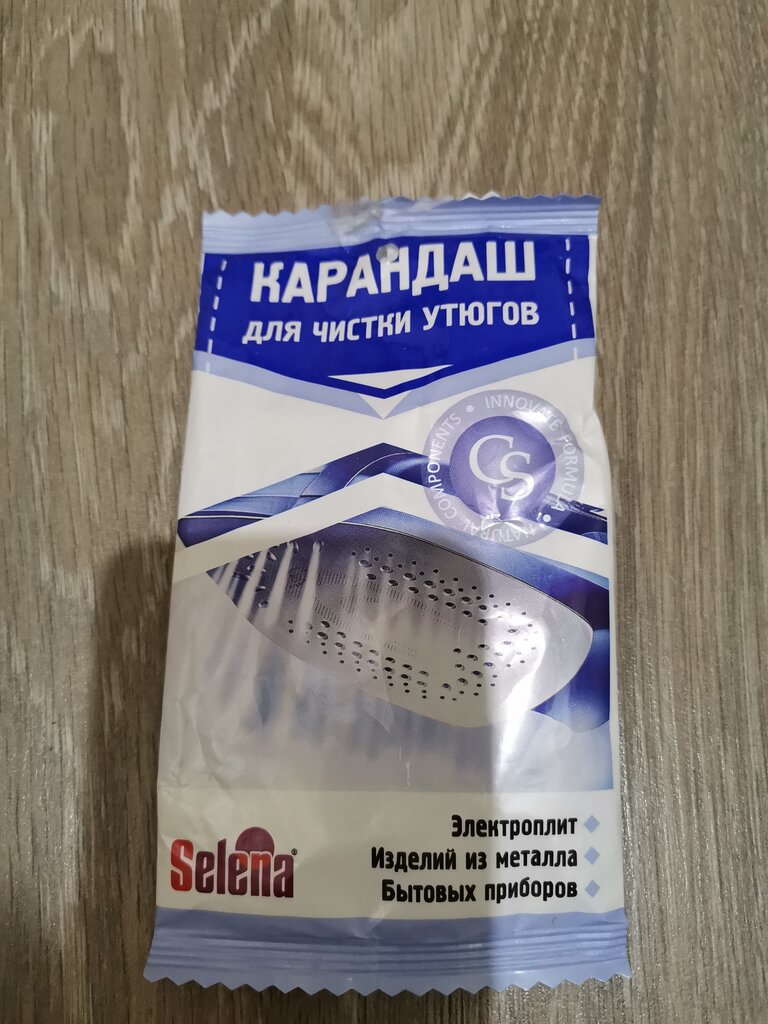 КАРАНДАШ
ДЛЯ ЧИСТКИ УТЮГОВ
INNOVATE FORMULA • NATURAL COMPONENTS •
CS
Электроплит
Изделий из металла
Бытовых приборов
Selena®